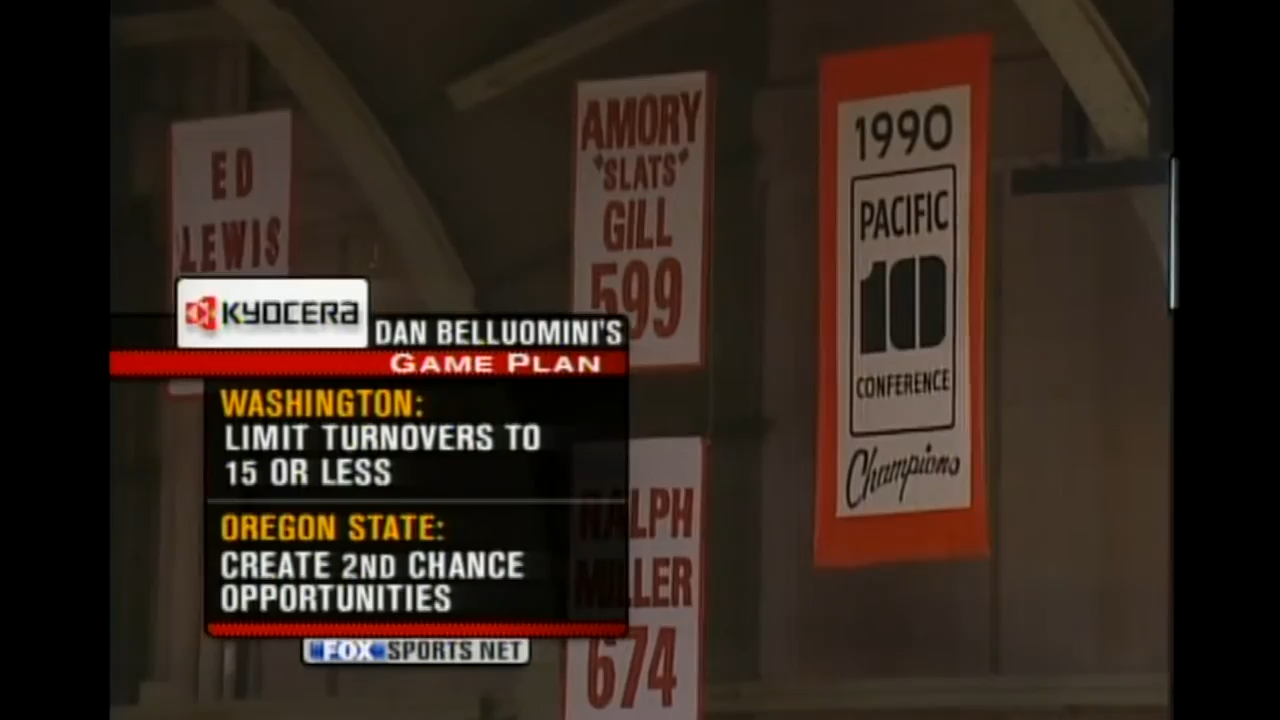 ED
LEWIS
AMORY
"SLATS"
GILL
599
1990
PACIFIC
10
CONFERENCE
Champions
KYOCERA
DAN BELLUOMINI'S
GAME PLAN
WASHINGTON:
LIMIT TURNOVERS TO
15 OR LESS
OREGON STATE:
CREATE 2ND CHANCE
OPPORTUNITIES
FOX SPORTS NET
RALPH
MILLER
674